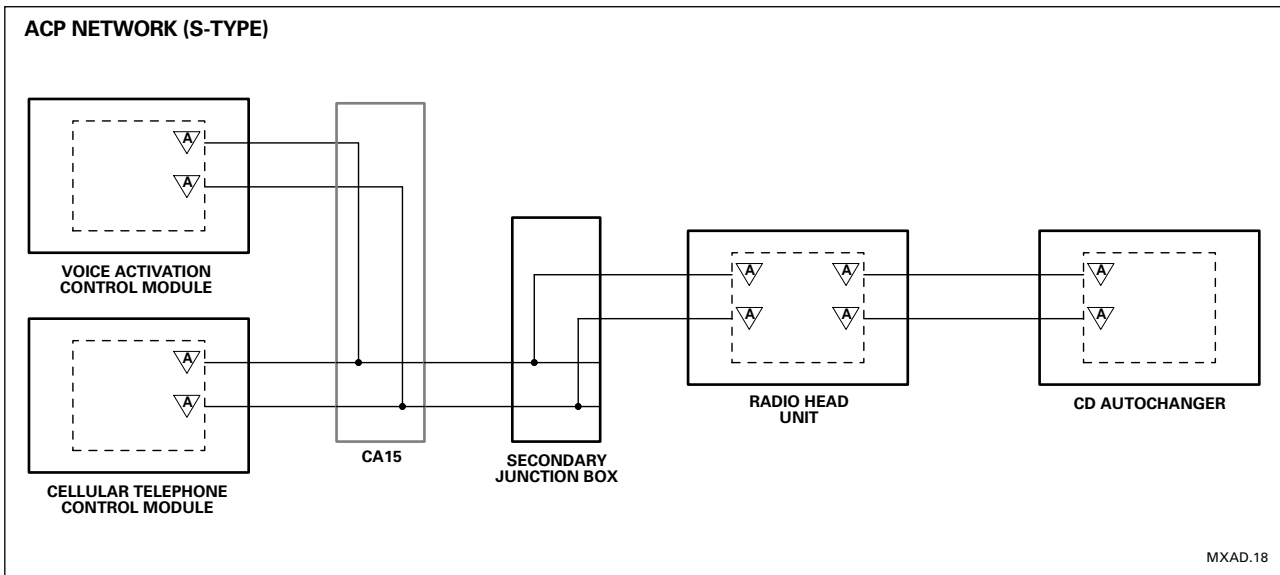 ACP NETWORK (S-TYPE)
A
A
VOICE ACTIVATION
CONTROL MODULE
A
A
CELLULAR TELEPHONE
CONTROL MODULE
CA15
SECONDARY
JUNCTION BOX
A
A
A
A
RADIO HEAD
UNIT
A
A
CD AUTOCHANGER
MXAD.18